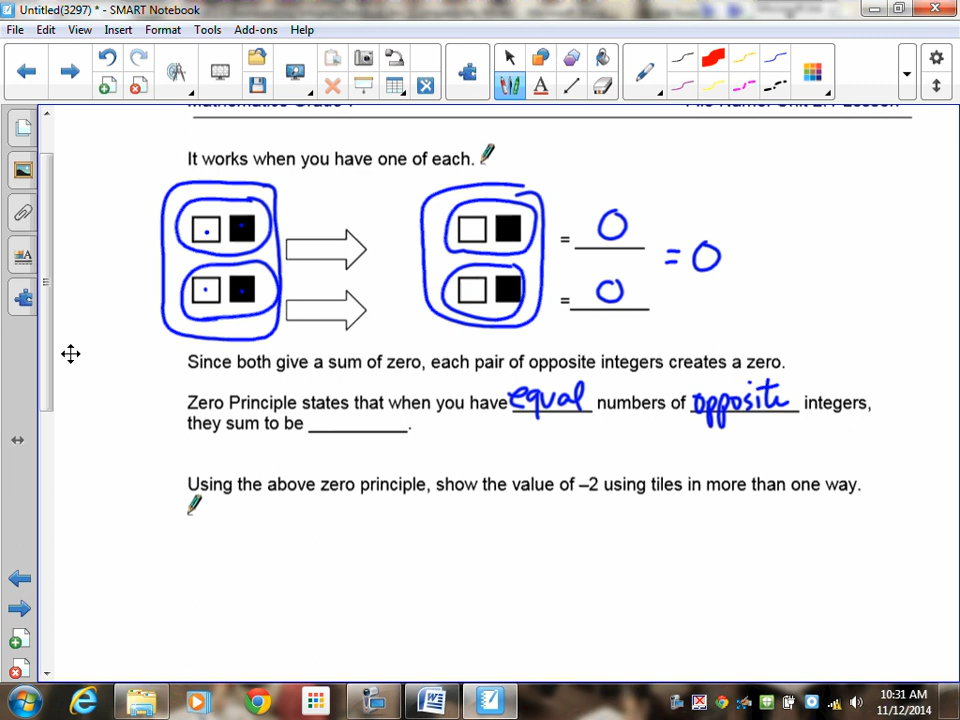 Untitled(3297) * - SMART Notebook
File Edit View Insert Format Tools Add-ons Help
It works when you have one of each.
= 0
= 0
= 0
Since both give a sum of zero, each pair of opposite integers creates a zero.
Zero Principle states that when you have equal numbers of opposite integers,
they sum to be __________.
Using the above zero principle, show the value of –2 using tiles in more than one way.
10:31 AM
11/12/2014